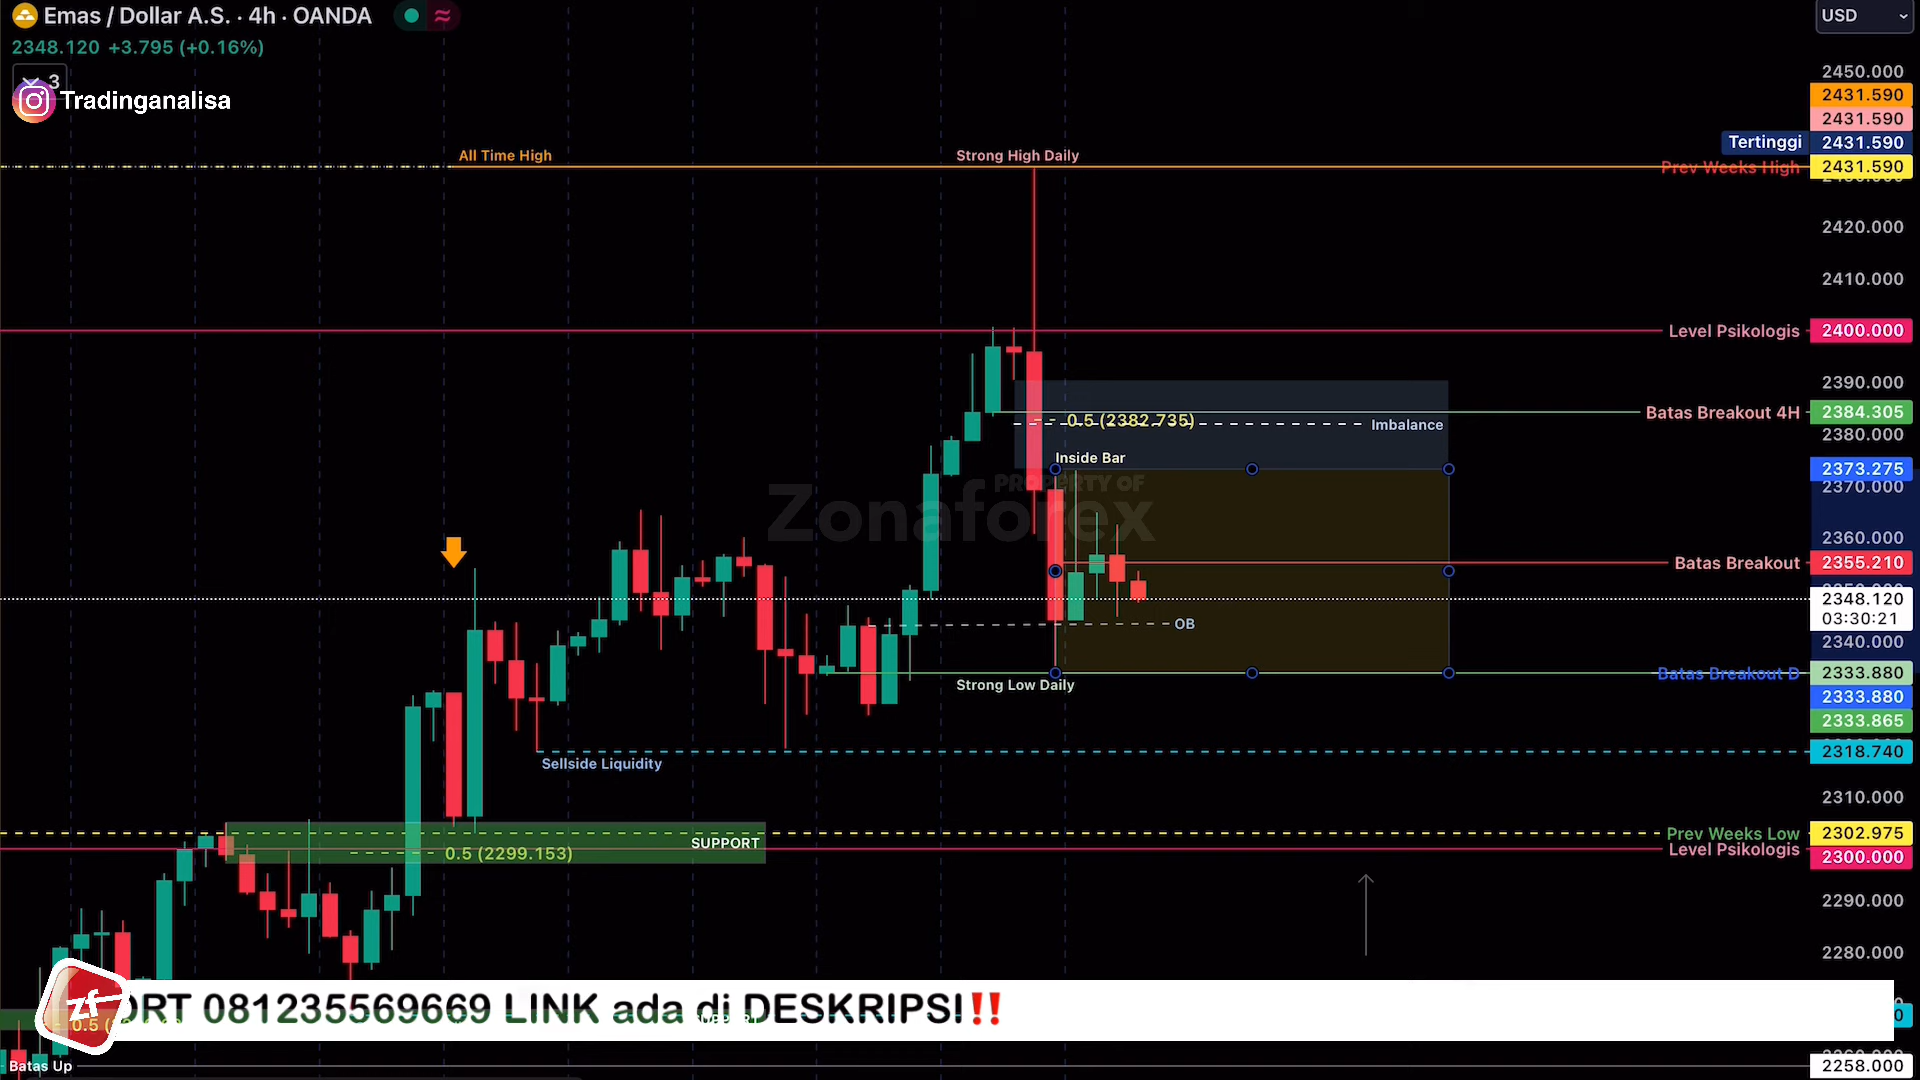 Emas / Dollar A.S. · 4h · OANDA
USD
2348.120 +3.795 (+0.16%)
3
Tradinganalisa
2450.000
2431.590
2431.590
Tertinggi 2431.590
All Time High
Strong High Daily
Prev Weeks High 2431.590
2420.000
2410.000
Level Psikologis 2400.000
2390.000
Batas Breakout 4H 2384.305
0.5 (2382.735)
Imbalance
2380.000
Inside Bar
2373.275
2370.000
PROPERTY OF
Zonaforex
2360.000
Batas Breakout 2355.210
2348.120
03:30:21
OB
2340.000
Batas Breakout D 2333.880
Strong Low Daily
2333.880
2333.865
2318.740
Sellside Liquidity
2310.000
Prev Weeks Low 2302.975
SUPPORT
0.5 (2299.153)
Level Psikologis 2300.000
2290.000
2280.000
zf
ORT 081235569669 LINK ada di DESKRIPSI‼️
0.5 (
Batas Up
2258.000